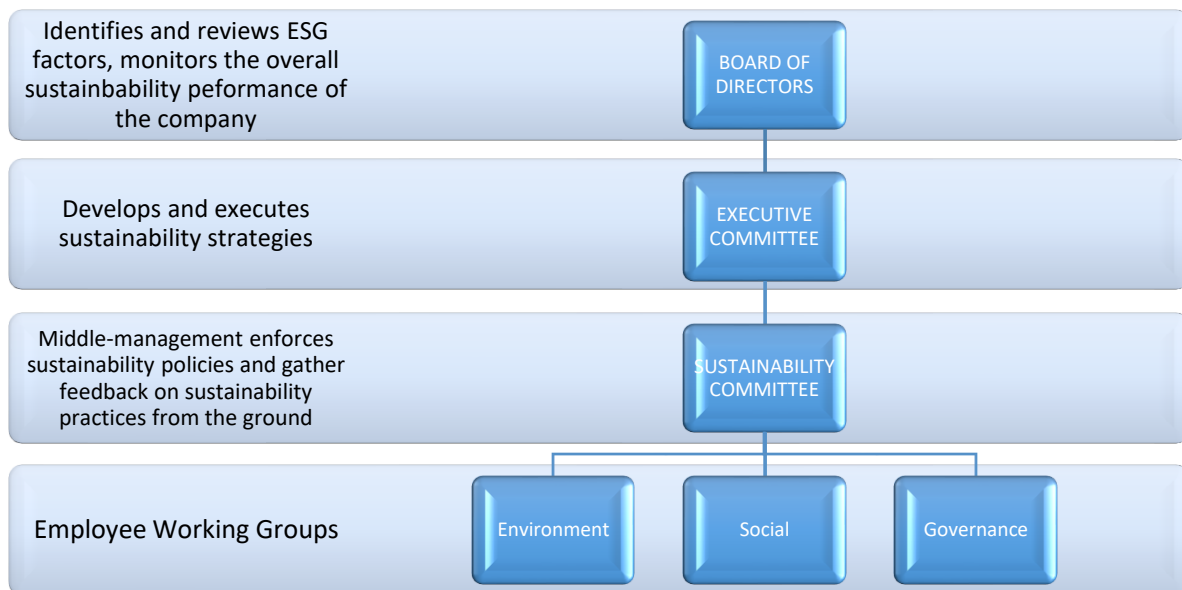 Identifies and reviews ESG
factors, monitors the overall
sustainbability peformance of
the company
BOARD OF
DIRECTORS
Develops and executes
sustainability strategies
EXECUTIVE
COMMITTEE
Middle-management enforces
sustainability policies and gather
feedback on sustainability
practices from the ground
SUSTAINABILITY
COMMITTEE
Employee Working Groups
Environment
Social
Governance